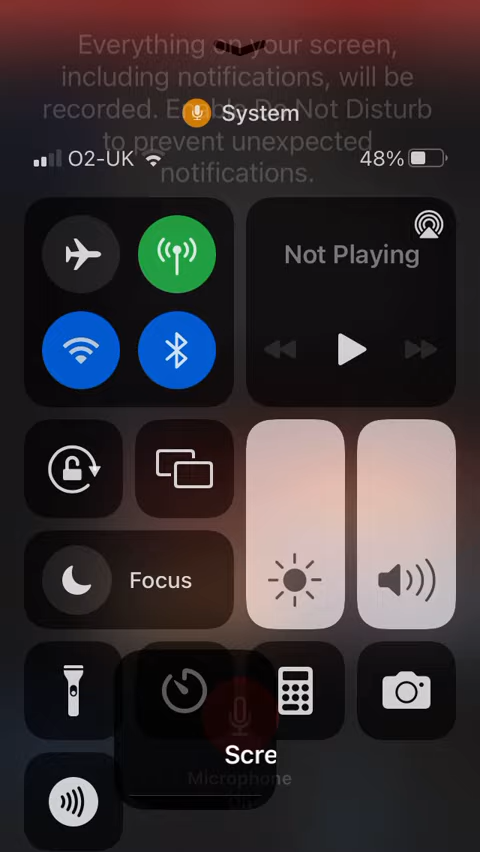 Everything on your screen,
including notifications, will be
recorded. Enable Do Not Disturb
System
to prevent unexpected
O2-UK
48%
notifications.
Not Playing
Focus
Scre
Microphone